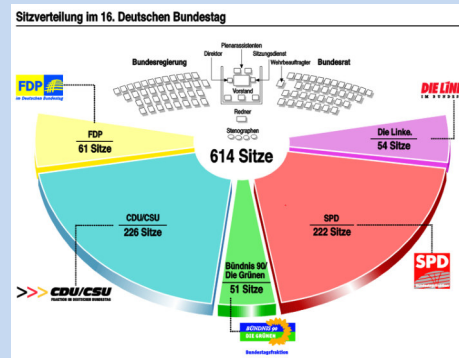 Sitzverteilung im 16. Deutschen Bundestag
Plenarassistenten
Direktor
Sitzungsdienst
Wehrbeauftragter
Bundesregierung
Bundesrat
Vorstand
Redner
Stenographen
614 Sitze
FDP
im Deutschen Bundestag
FDP
61 Sitze
CDU/CSU
226 Sitze
Bündnis 90/
Die Grünen
51 Sitze
SPD
222 Sitze
Die Linke.
54 Sitze
DIE LINKE
IM BUNDES
CDU/CSU
FRAKTION IM DEUTSCHEN BUNDESTAG
SPD
BÜNDNIS 90
DIE GRÜNEN
Bundestagsfraktion